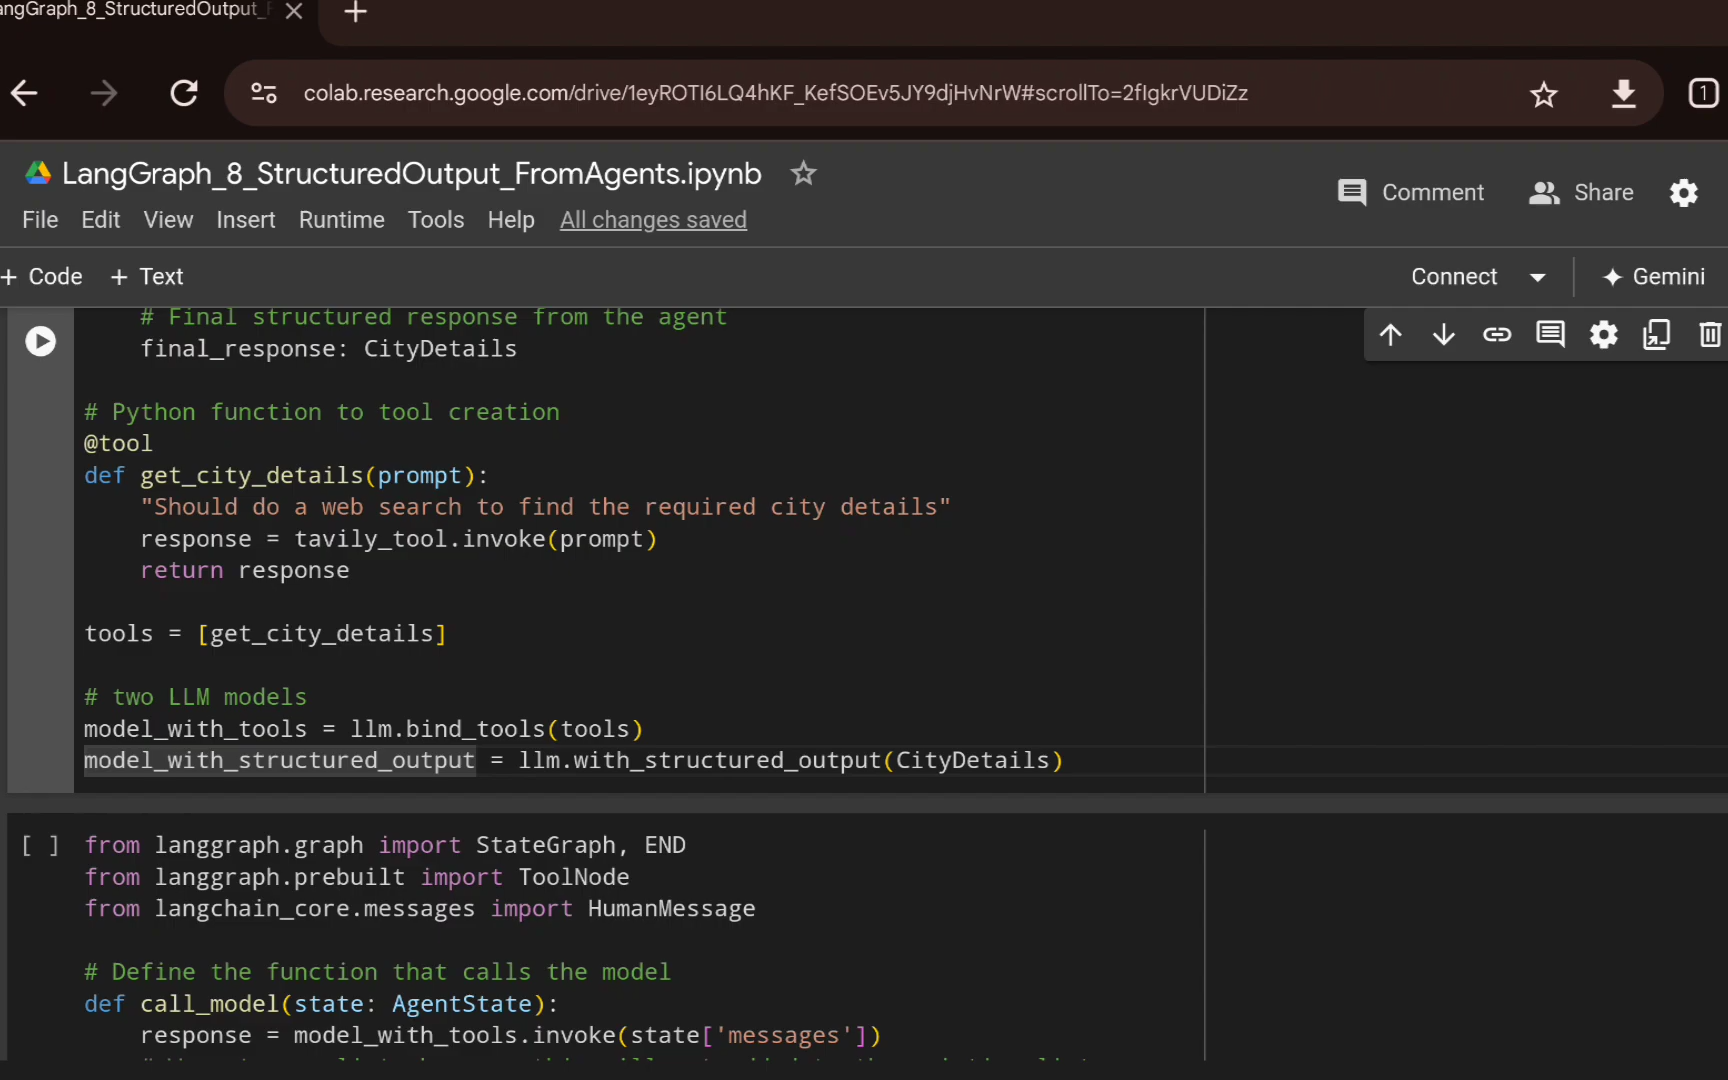 angGraph_8_StructuredOutput_F
colab.research.google.com/drive/1eyROTI6LQ4hKF_KefSOEv5JY9djHvNrW#scrollTo=2fIgkrVUDiZz
1
LangGraph_8_StructuredOutput_FromAgents.ipynb
Comment Share
File Edit View Insert Runtime Tools Help All changes saved
+ Code + Text
Connect Gemini
# Final structured response from the agent
final_response: CityDetails
# Python function to tool creation
@tool
def get_city_details(prompt):
"Should do a web search to find the required city details"
response = tavily_tool.invoke(prompt)
return response
tools = [get_city_details]
# two LLM models
model_with_tools = llm.bind_tools(tools)
model_with_structured_output = llm.with_structured_output(CityDetails)
[ ] from langgraph.graph import StateGraph, END
from langgraph.prebuilt import ToolNode
from langchain_core.messages import HumanMessage
# Define the function that calls the model
def call_model(state: AgentState):
response = model_with_tools.invoke(state['messages'])